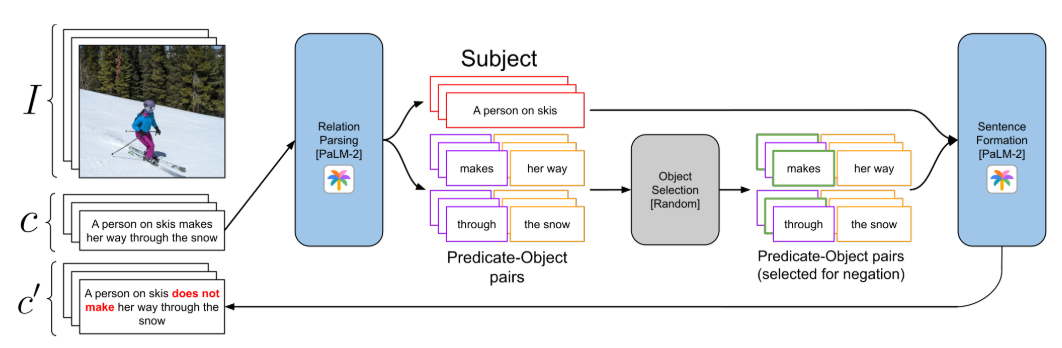 I
c
A person on skis makes
her way through the snow
c'
A person on skis does not
make her way through the
snow
Relation
Parsing
[PaLM-2]
Subject
A person on skis
makes
her way
through
the snow
Predicate-Object
pairs
Object
Selection
[Random]
makes
her way
through
the snow
Predicate-Object pairs
(selected for negation)
Sentence
Formation
[PaLM-2]